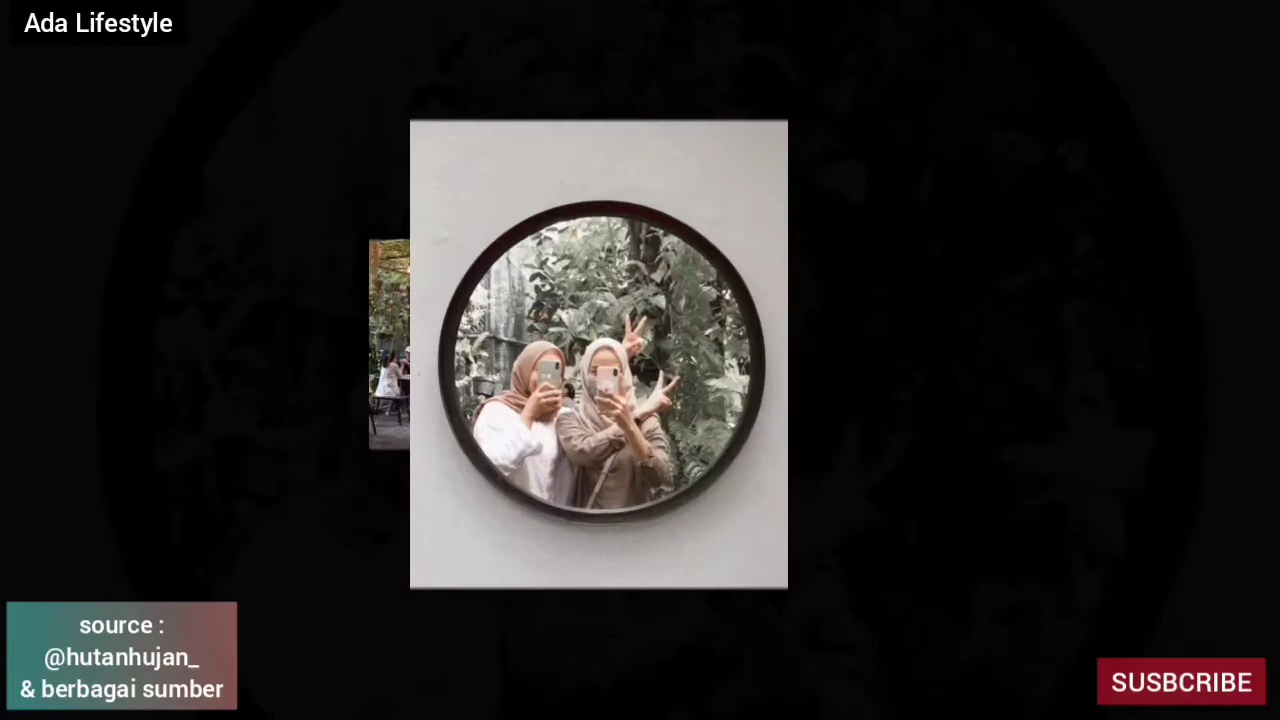 Ada Lifestyle
source :
@hutanhujan_
& berbagai sumber
SUSBCRIBE